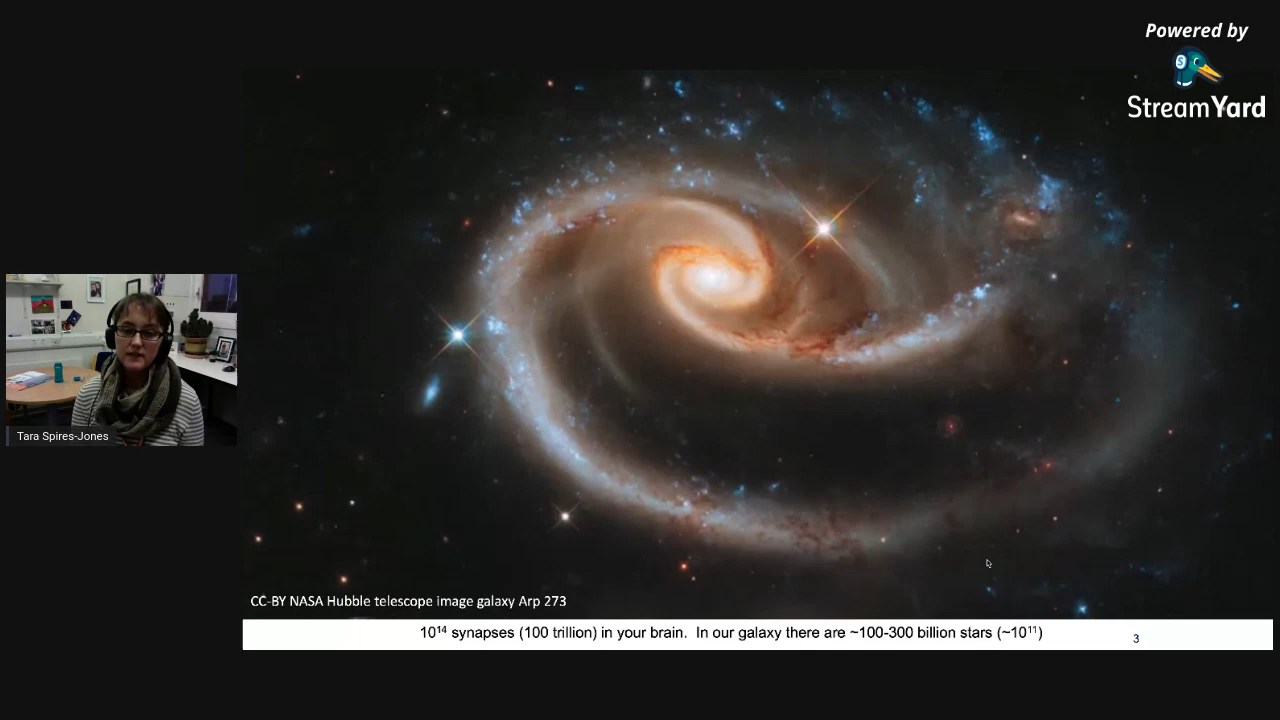 Powered by
StreamYard
Tara Spires-Jones
CC-BY NASA Hubble telescope image galaxy Arp 273
10¹⁴ synapses (100 trillion) in your brain. In our galaxy there are ~100-300 billion stars (~10¹¹)
3